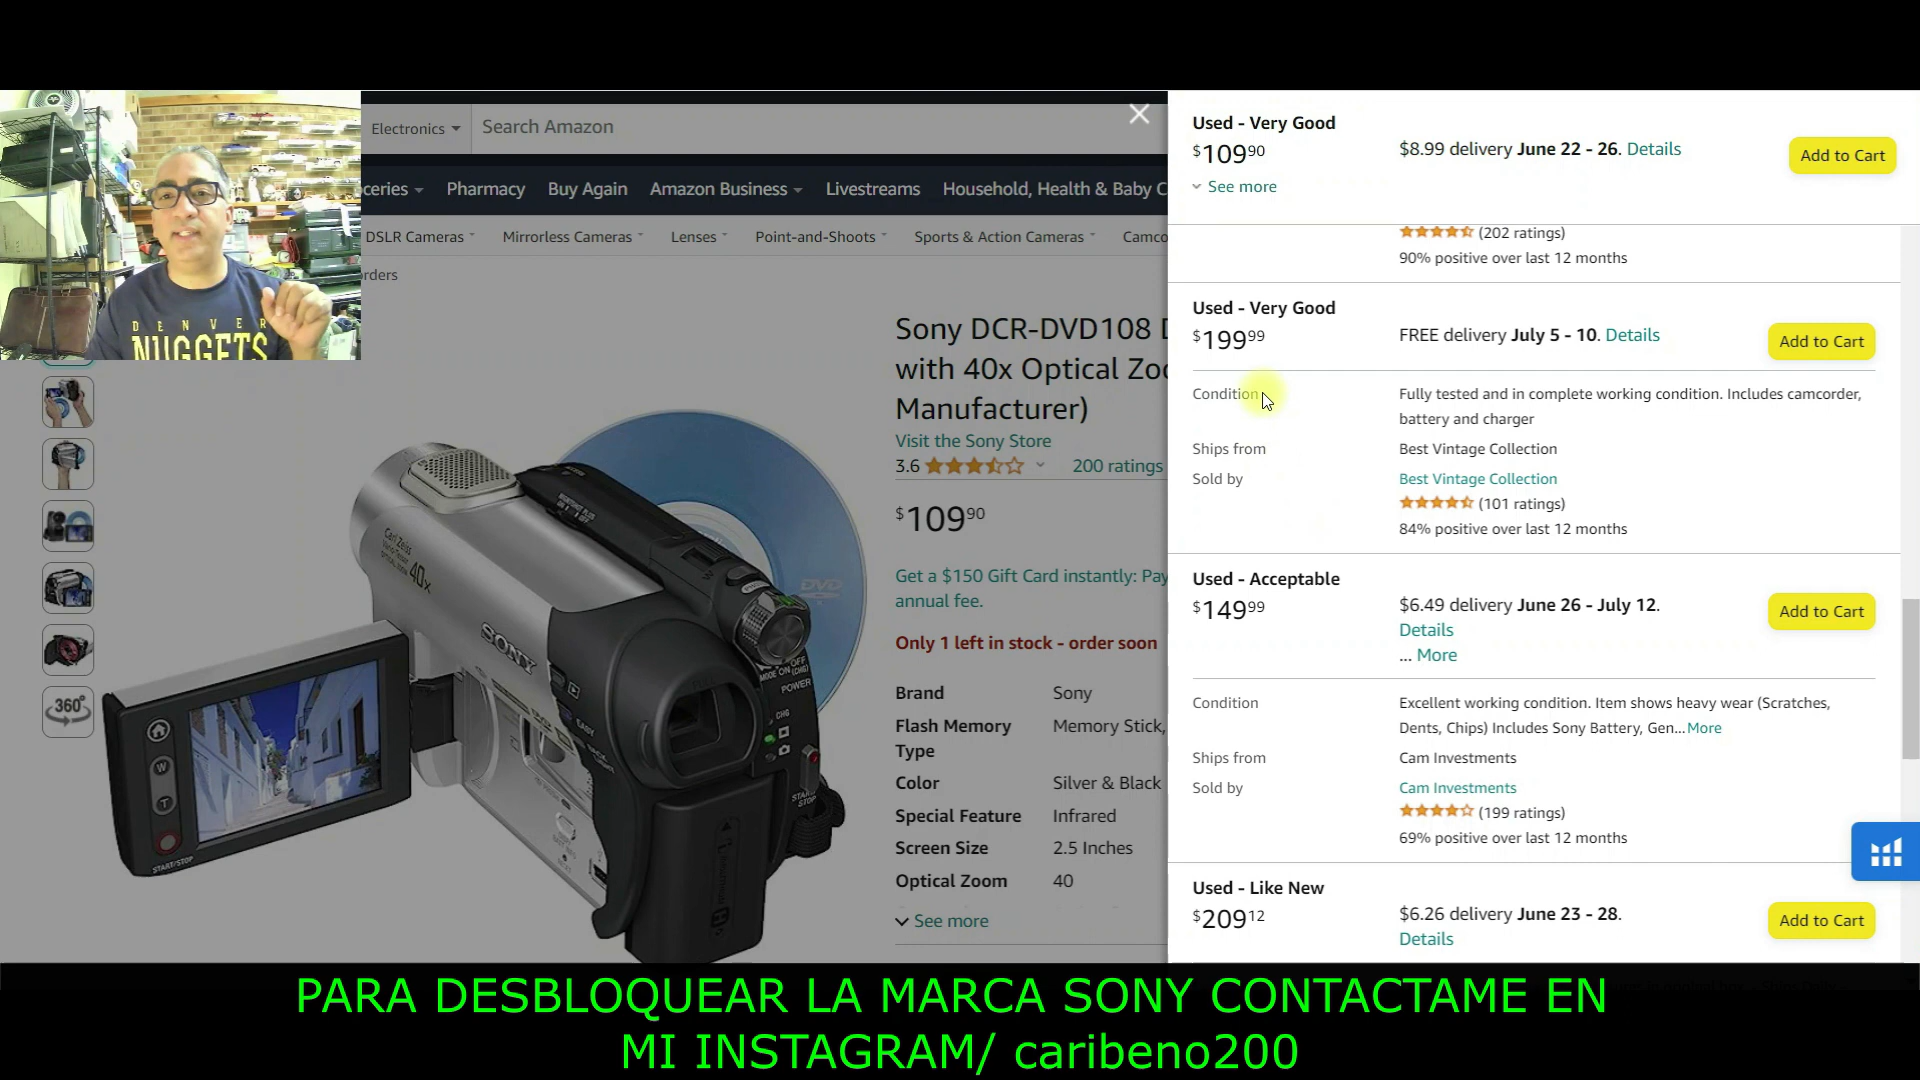 Electronics
Search Amazon
ceries
Pharmacy
Buy Again
Amazon Business
Livestreams
Household, Health & Baby C
DSLR Cameras
Mirrorless Cameras
Lenses
Point-and-Shoots
Sports & Action Cameras
Camco
orders
DENVER
NUGGETS
Sony DCR-DVD108 D
with 40x Optical Zoo
Manufacturer)
Visit the Sony Store
3.6
200 ratings
$109.90
Get a $150 Gift Card instantly: Pay
annual fee.
Only 1 left in stock - order soon
Brand Sony
Flash Memory Memory Stick,
Type
Color Silver & Black
Special Feature Infrared
Screen Size 2.5 Inches
Optical Zoom 40
See more
360°
Carl Zeiss
40x
SONY
DVD
W
T
START/STOP
POWER
CHG
EASY
Used - Very Good
$109.90
$8.99 delivery June 22 - 26. Details
Add to Cart
See more
(202 ratings)
90% positive over last 12 months
Used - Very Good
$199.99
FREE delivery July 5 - 10. Details
Add to Cart
Condition
Fully tested and in complete working condition. Includes camcorder,
battery and charger
Ships from Best Vintage Collection
Sold by Best Vintage Collection
(101 ratings)
84% positive over last 12 months
Used - Acceptable
$149.99
$6.49 delivery June 26 - July 12.
Details
... More
Add to Cart
Condition
Excellent working condition. Item shows heavy wear (Scratches,
Dents, Chips) Includes Sony Battery, Gen...More
Ships from Cam Investments
Sold by Cam Investments
(199 ratings)
69% positive over last 12 months
Used - Like New
$209.12
$6.26 delivery June 23 - 28.
Details
Add to Cart
PARA DESBLOQUEAR LA MARCA SONY CONTACTAME EN
MI INSTAGRAM/ caribeno200